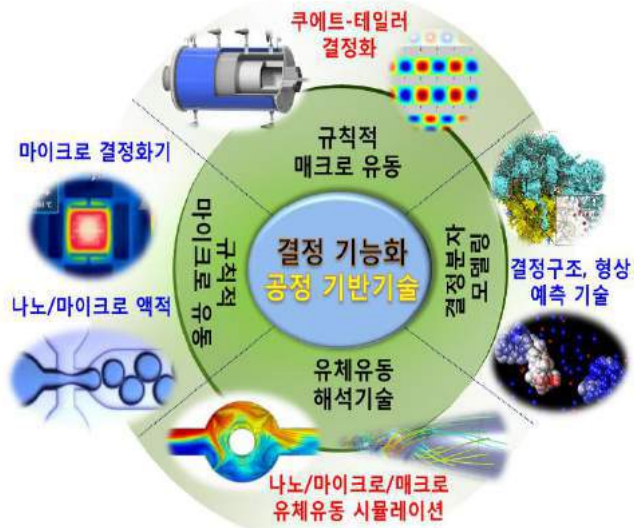 쿠에트-테일러
결정화
규칙적
매크로 유동
마이크로 결정화기
규칙적
마이크로 유동
결정 기능화
공정 기반기술
결정분자
모델링
결정구조, 형상
예측 기술
나노/마이크로 액적
유체유동
해석기술
나노/마이크로/매크로
유체유동 시뮬레이션